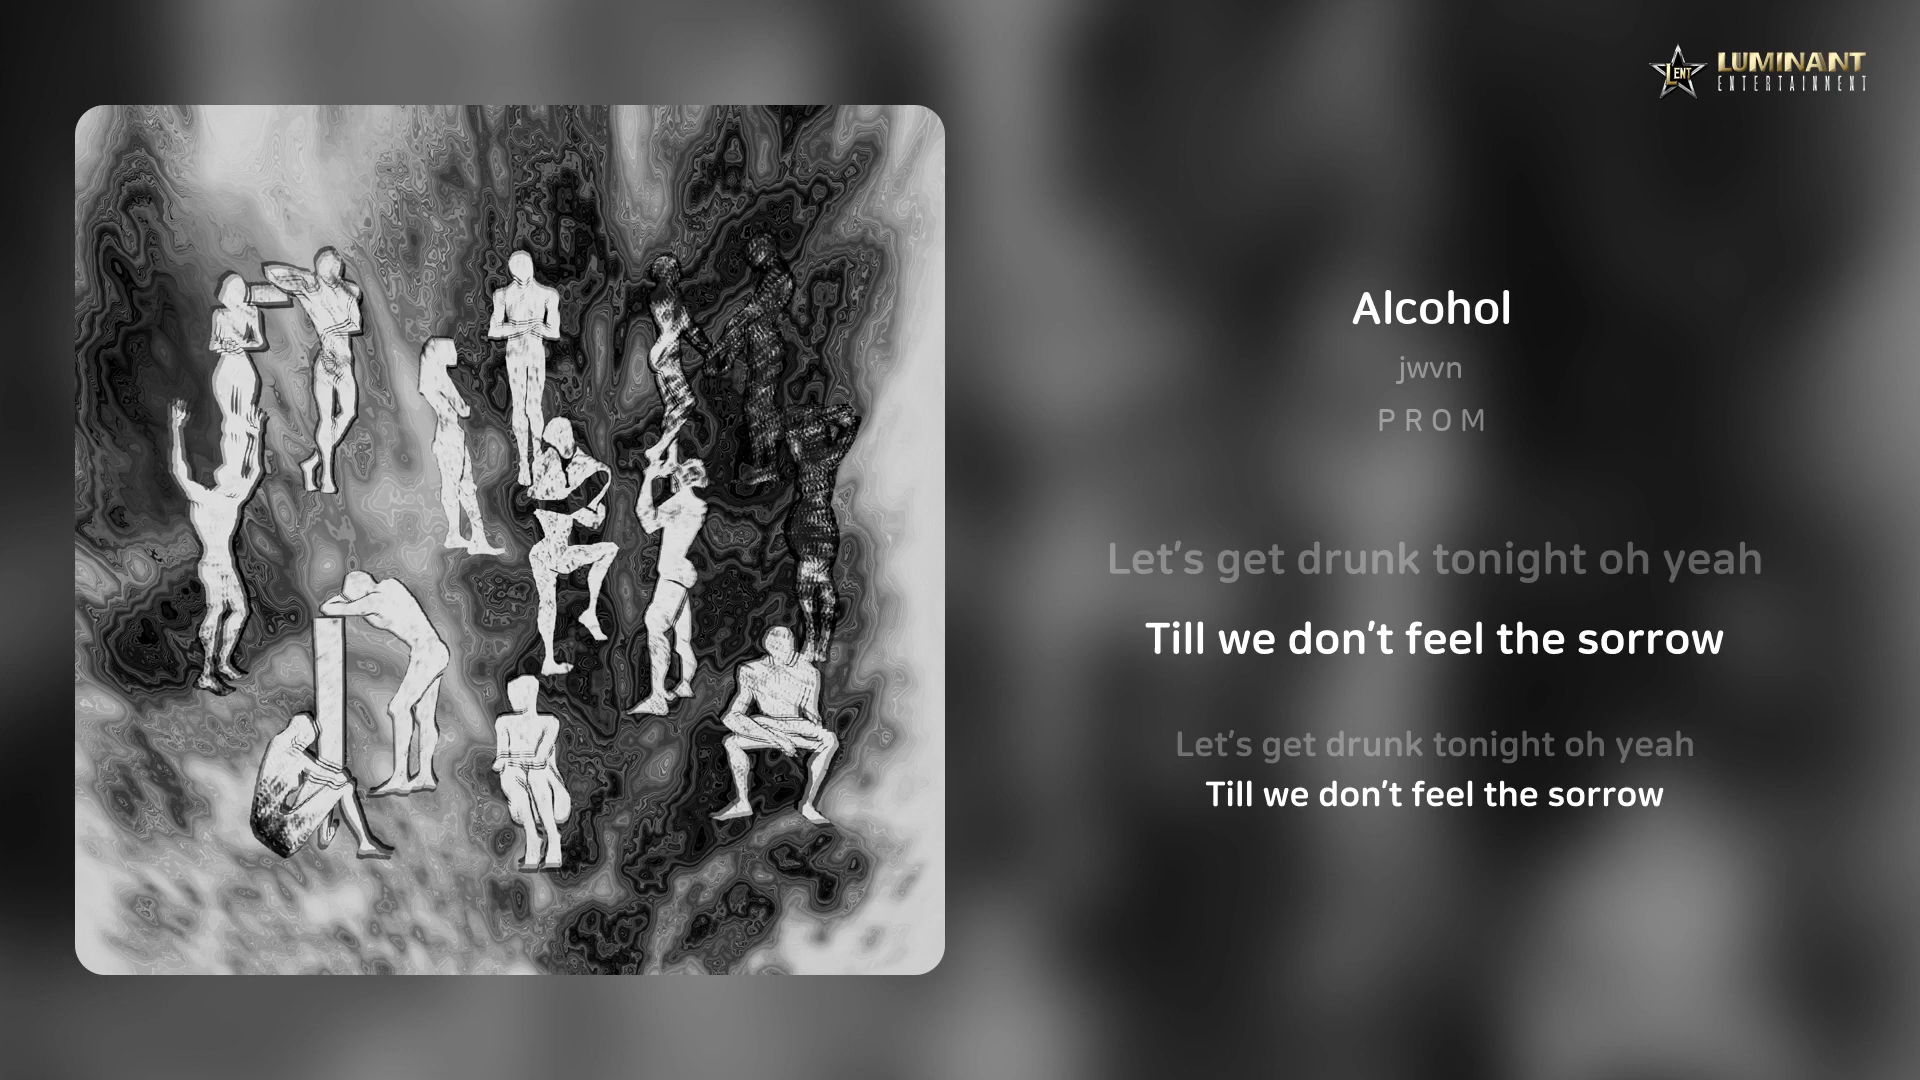 LENT
LUMINANT
ENTERTAINMENT
Alcohol
jwvn
PROM
Let's get drunk tonight oh yeah
Till we don't feel the sorrow
Let's get drunk tonight oh yeah
Till we don't feel the sorrow